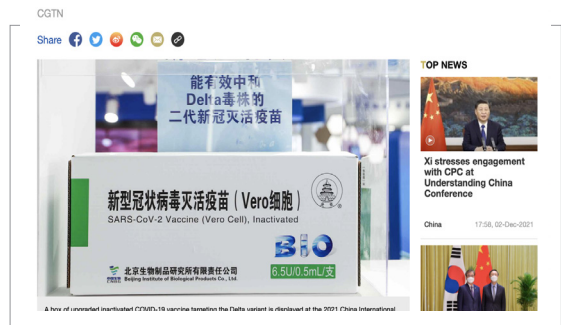 CGTN
Share
能有效中和
Delta毒株的
二代新冠灭活疫苗
新型冠状病毒灭活疫苗（Vero细胞）
SARS-CoV-2 Vaccine (Vero Cell), Inactivated
BIO
北京生物制品研究所有限责任公司
Beijing Institute of Biological Products Co., Ltd.
6.5U/0.5mL/支
A box of upgraded inactivated COVID-19 vaccine targeting the Delta variant is displayed at the 2021 China International
TOP NEWS
Xi stresses engagement
with CPC at
Understanding China
Conference
China
17:58, 02-Dec-2021